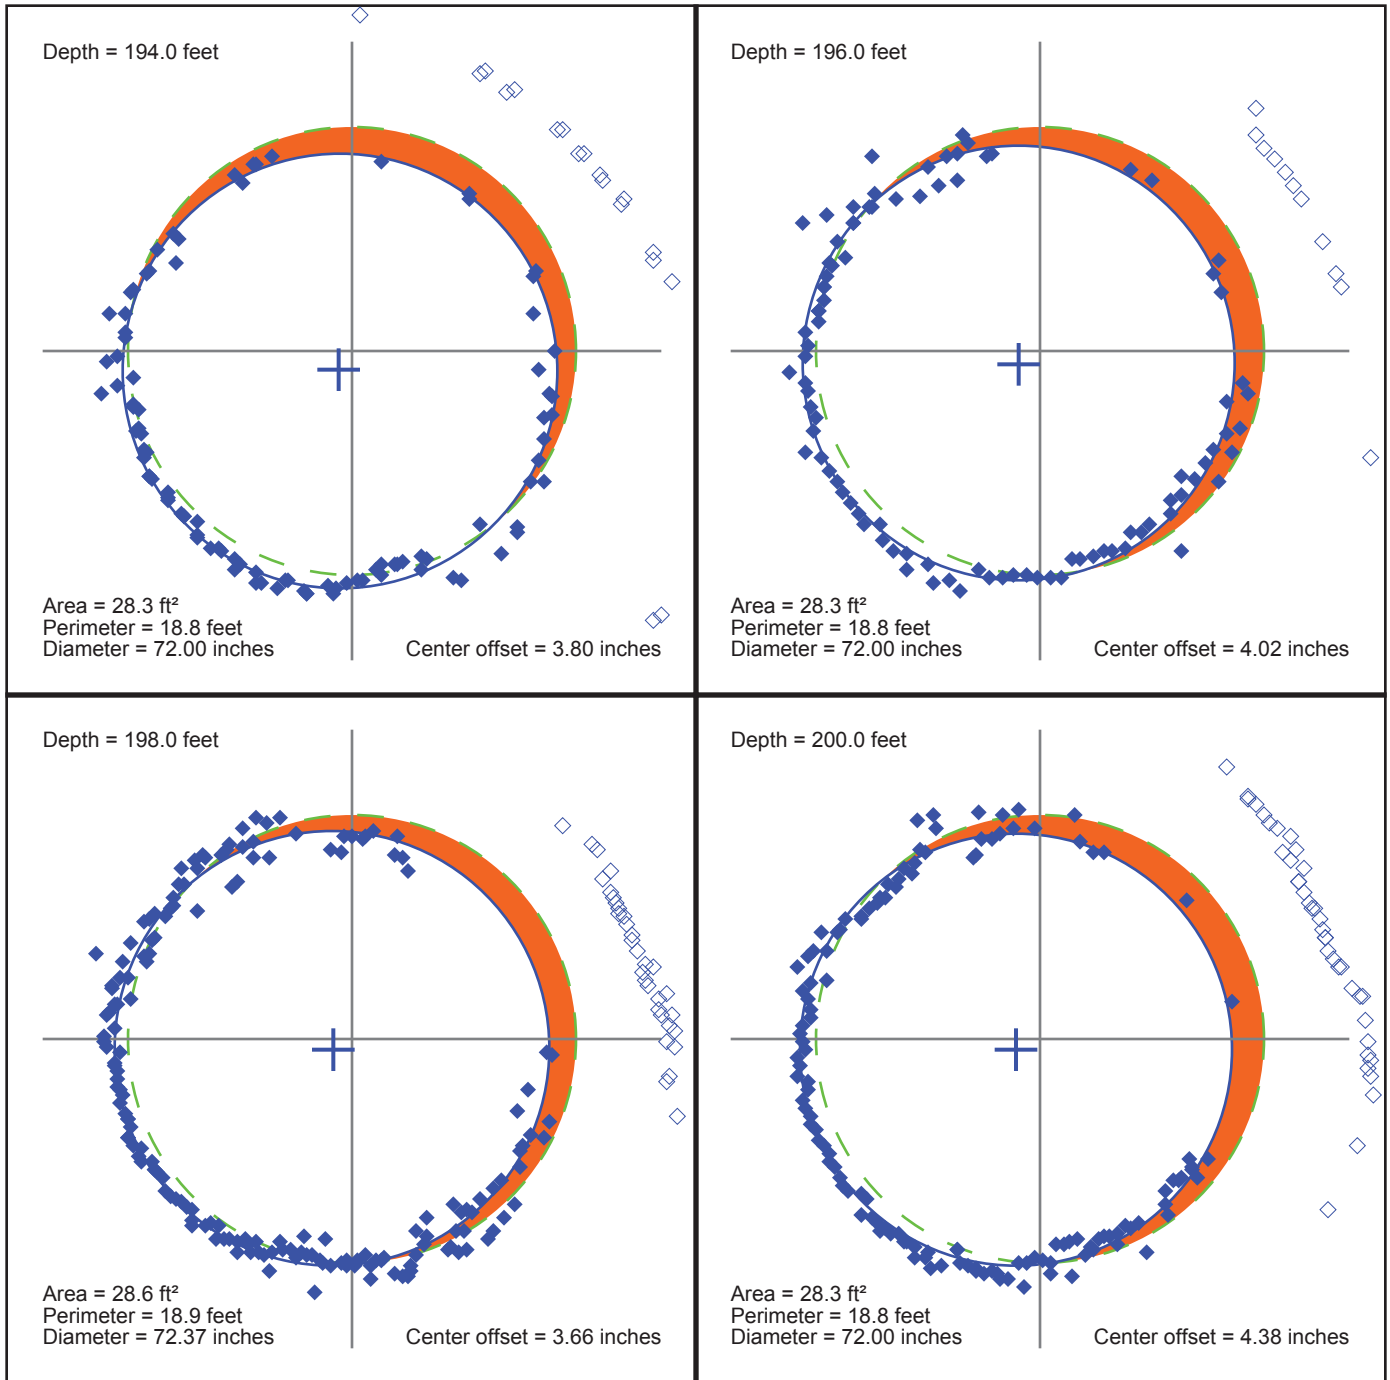 Depth = 194.0 feet
Area = 28.3 ft²
Perimeter = 18.8 feet
Diameter = 72.00 inches
Center offset = 3.80 inches
Depth = 196.0 feet
Area = 28.3 ft²
Perimeter = 18.8 feet
Diameter = 72.00 inches
Center offset = 4.02 inches
Depth = 198.0 feet
Area = 28.6 ft²
Perimeter = 18.9 feet
Diameter = 72.37 inches
Center offset = 3.66 inches
Depth = 200.0 feet
Area = 28.3 ft²
Perimeter = 18.8 feet
Diameter = 72.00 inches
Center offset = 4.38 inches